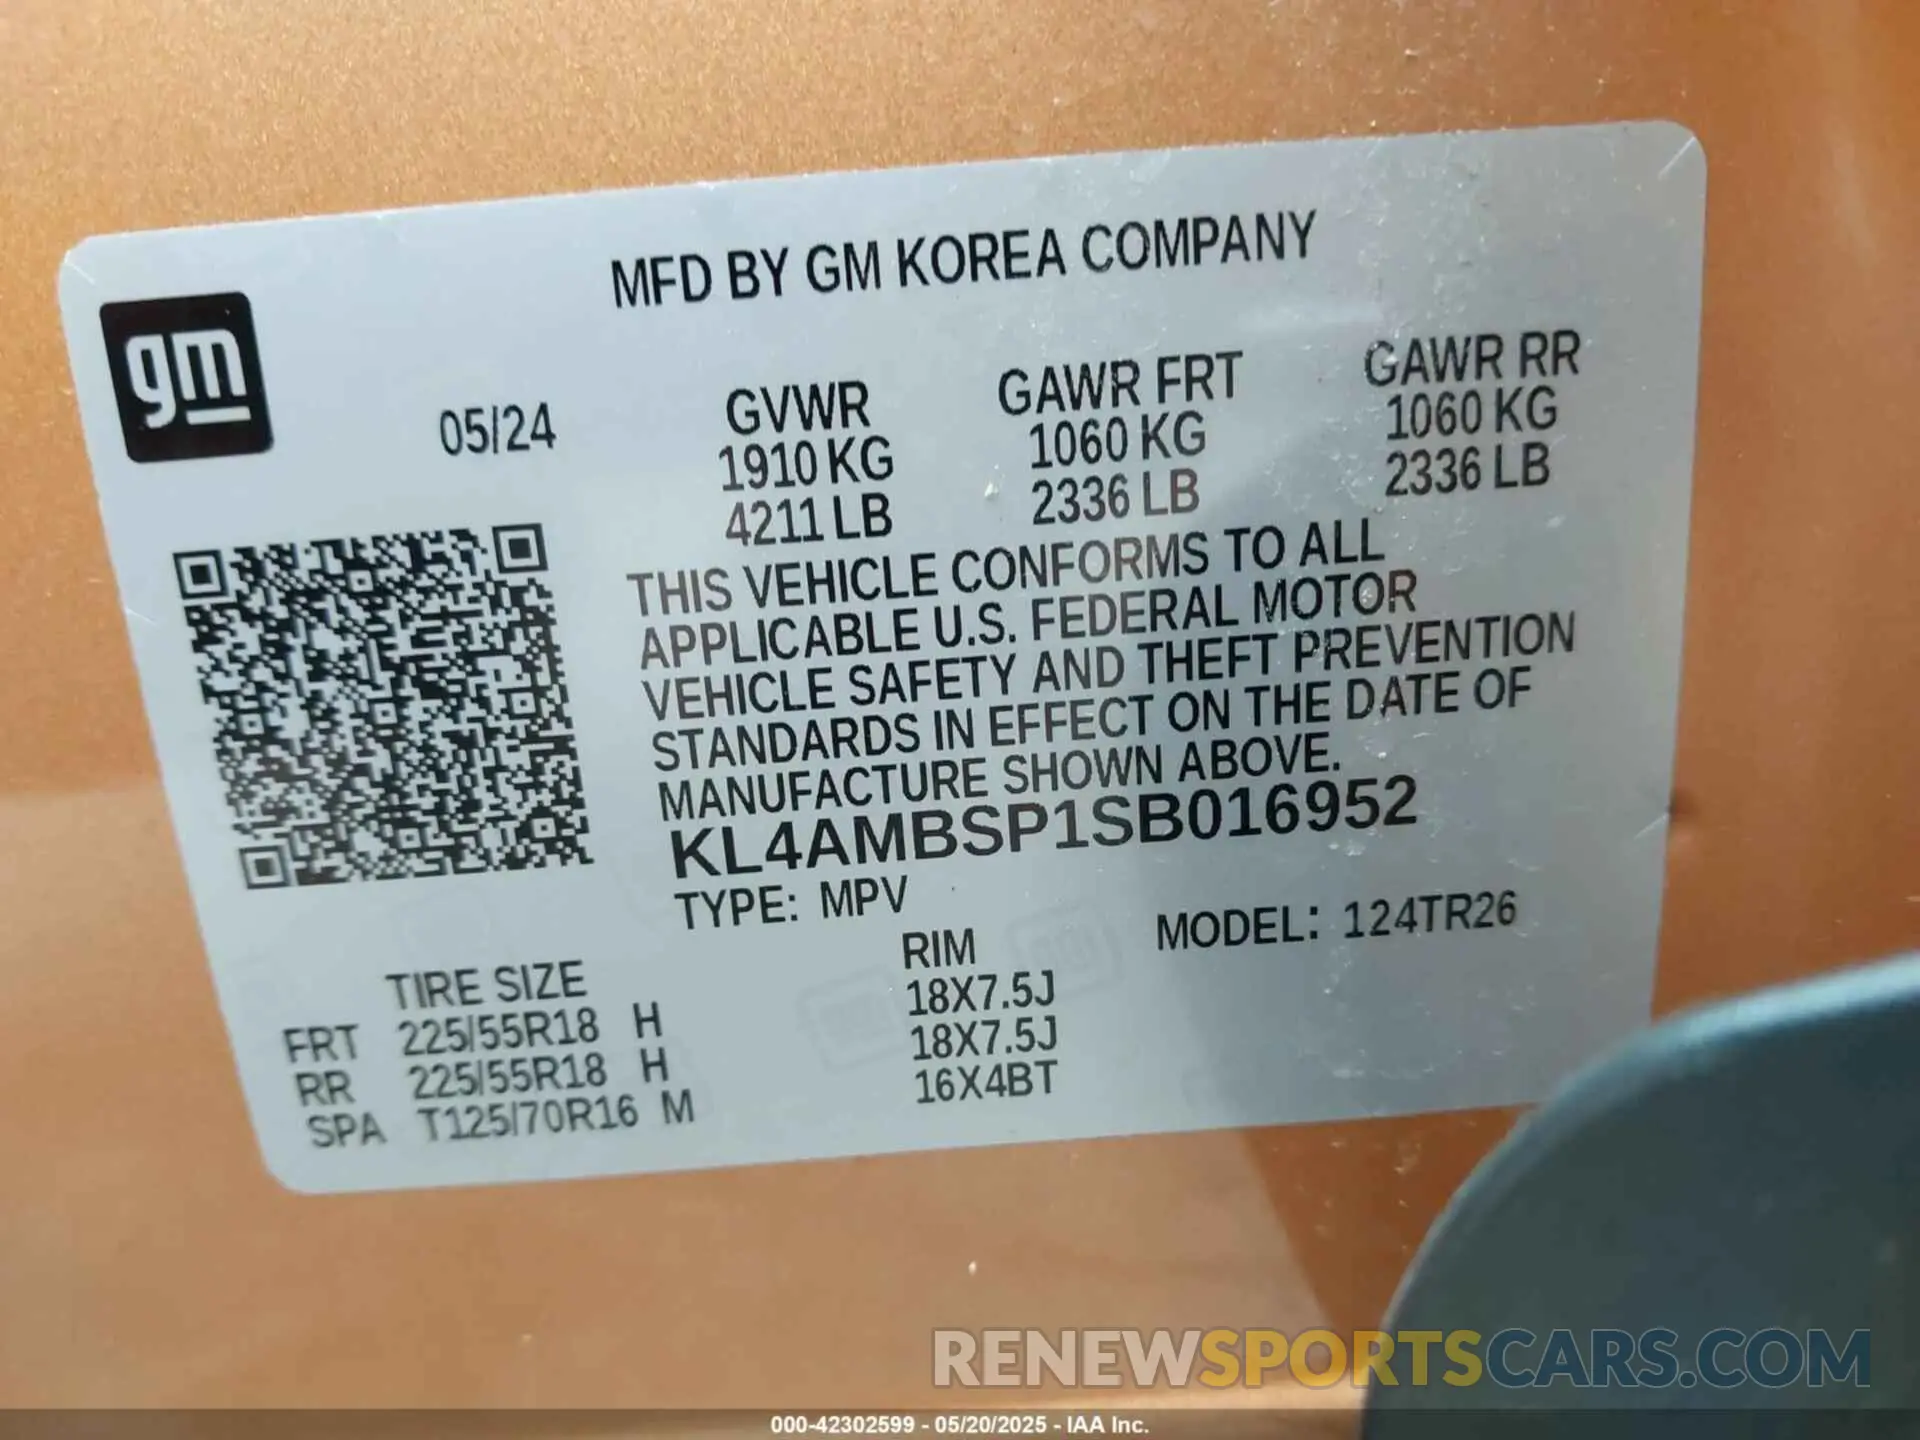 MFD BY GM KOREA COMPANY
gm
05/24
GVWR GAWR FRT GAWR RR
1910 KG 1060 KG 1060 KG
4211 LB 2336 LB 2336 LB
THIS VEHICLE CONFORMS TO ALL
APPLICABLE U.S. FEDERAL MOTOR
VEHICLE SAFETY AND THEFT PREVENTION
STANDARDS IN EFFECT ON THE DATE OF
MANUFACTURE SHOWN ABOVE.
KL4AMBSP1SB016952
TYPE: MPV MODEL: 124TR26
TIRE SIZE RIM
FRT 225/55R18 H 18X7.5J
RR 225/55R18 H 18X7.5J
SPA T125/70R16 M 16X4BT
RENEWSPORTSCARS.COM
000-42302599 - 05/20/2025 - IAA Inc.